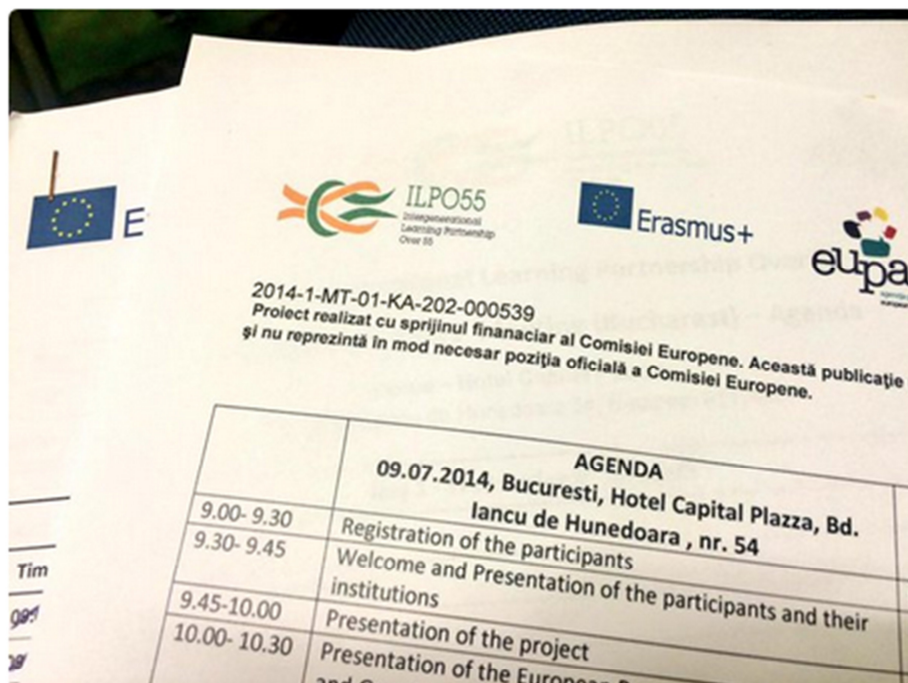 ILPO55
Intergenerational
Learning Partnership
Over 55
Erasmus+
eupa
2014-1-MT-01-KA-202-000539
Proiect realizat cu sprijinul finanaciar al Comisiei Europene. Această publicaţie
şi nu reprezintă în mod necesar poziţia oficială a Comisiei Europene.
AGENDA
09.07.2014, Bucuresti, Hotel Capital Plazza, Bd.
Iancu de Hunedoara , nr. 54
9.00- 9.30 Registration of the participants
9.30- 9.45 Welcome and Presentation of the participants and their
institutions
9.45-10.00 Presentation of the project
10.00- 10.30 Presentation of the European
E
Tim